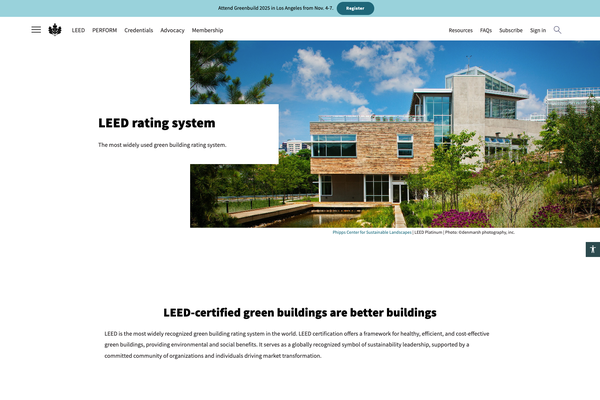 Attend Greenbuild 2025 in Los Angeles from Nov. 4-7. Register
LEED PERFORM Credentials Advocacy Membership Resources FAQs Subscribe Sign In
LEED rating system
The most widely used green building rating system.
Phipps Center for Sustainable Landscapes | LEED Platinum | Photo: ©denmarsh photography, inc.
LEED-certified green buildings are better buildings
LEED is the most widely recognized green building rating system in the world. LEED certification offers a framework for healthy, efficient, and cost-effective
green buildings, providing environmental and social benefits. It serves as a globally recognized symbol of sustainability leadership, supported by a
committed community of organizations and individuals driving market transformation.